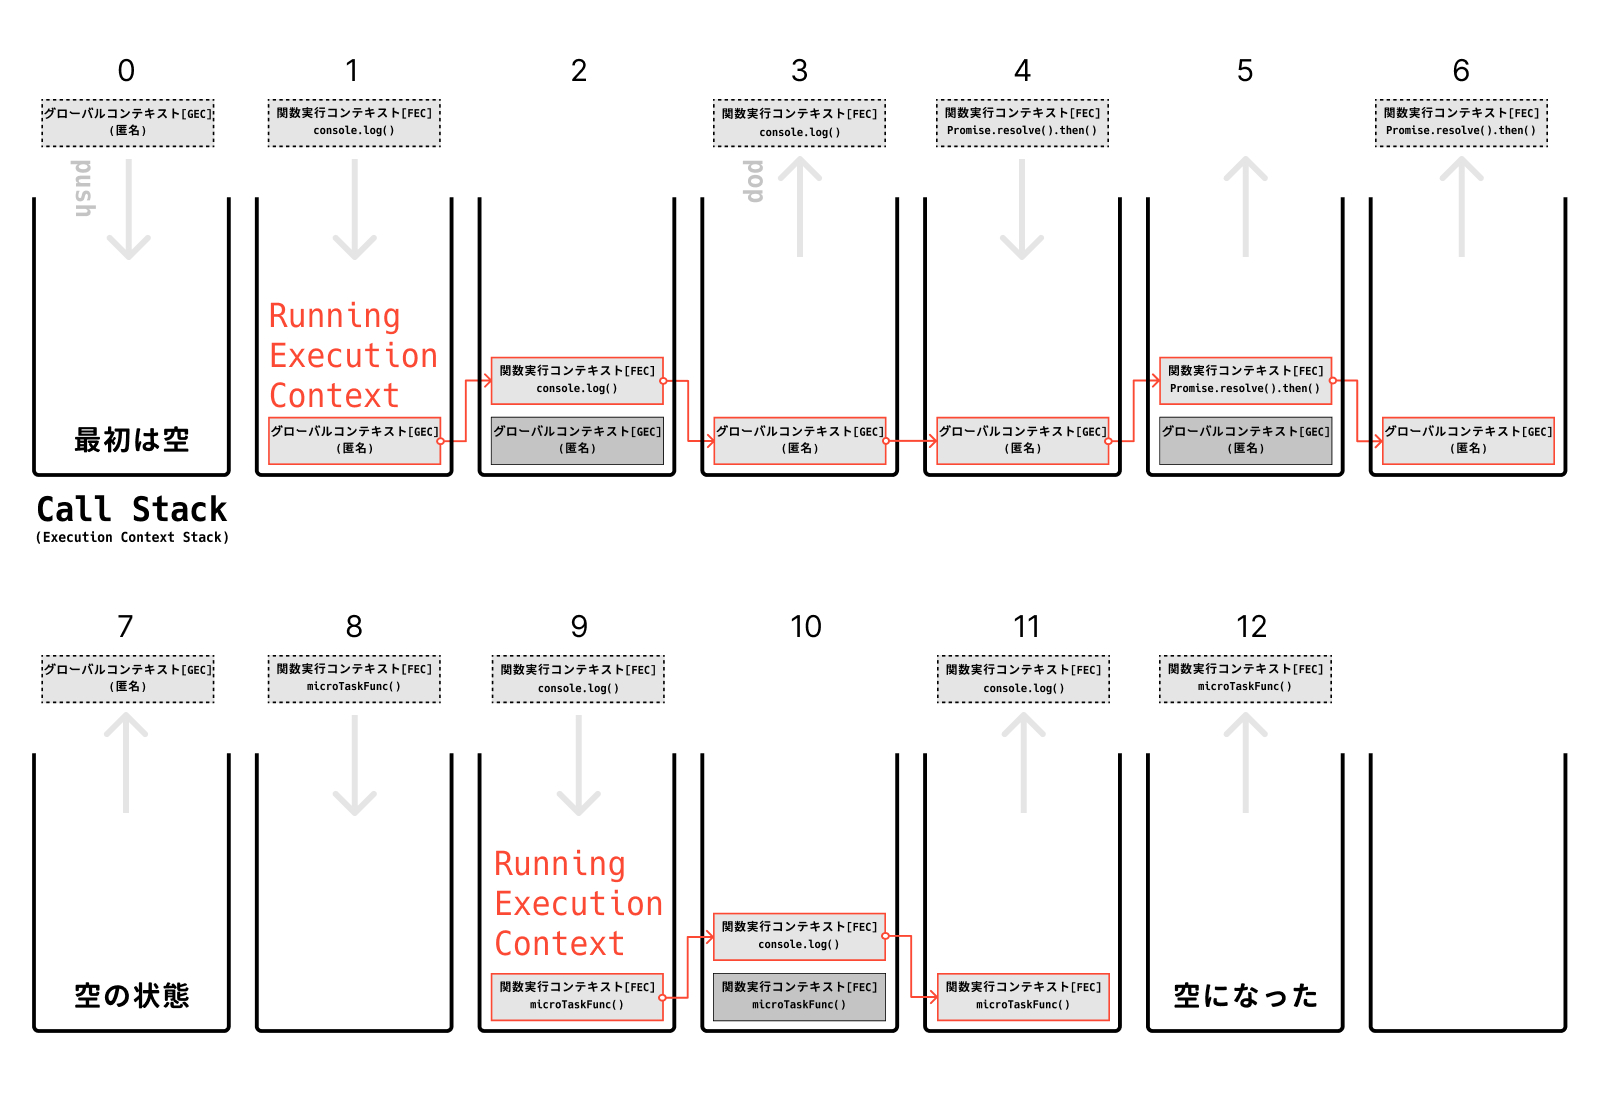 0
グローバルコンテキスト[GEC]
(匿名)
push
最初は空
Call Stack
(Execution Context Stack)
1
関数実行コンテキスト[FEC]
console.log()
Running
Execution
Context
グローバルコンテキスト[GEC]
(匿名)
2
関数実行コンテキスト[FEC]
console.log()
グローバルコンテキスト[GEC]
(匿名)
3
関数実行コンテキスト[FEC]
console.log()
pop
グローバルコンテキスト[GEC]
(匿名)
4
関数実行コンテキスト[FEC]
Promise.resolve().then()
グローバルコンテキスト[GEC]
(匿名)
5
関数実行コンテキスト[FEC]
Promise.resolve().then()
グローバルコンテキスト[GEC]
(匿名)
6
関数実行コンテキスト[FEC]
Promise.resolve().then()
グローバルコンテキスト[GEC]
(匿名)
7
グローバルコンテキスト[GEC]
(匿名)
空の状態
8
関数実行コンテキスト[FEC]
microTaskFunc()
9
関数実行コンテキスト[FEC]
console.log()
Running
Execution
Context
関数実行コンテキスト[FEC]
microTaskFunc()
10
関数実行コンテキスト[FEC]
console.log()
関数実行コンテキスト[FEC]
microTaskFunc()
11
関数実行コンテキスト[FEC]
console.log()
関数実行コンテキスト[FEC]
microTaskFunc()
12
関数実行コンテキスト[FEC]
microTaskFunc()
空になった